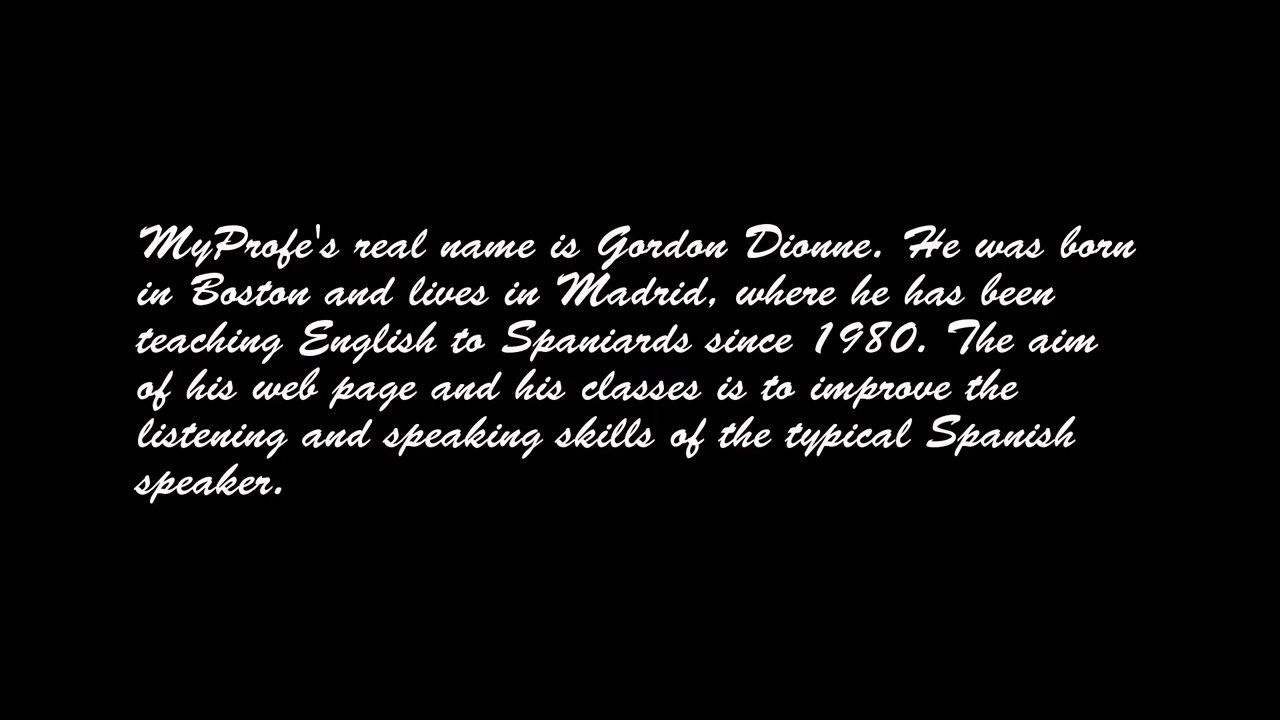 MyProfe's real name is Gordon Dionne. He was born
in Boston and lives in Madrid, where he has been
teaching English to Spaniards since 1980. The aim
of his web page and his classes is to improve the
listening and speaking skills of the typical Spanish
speaker.